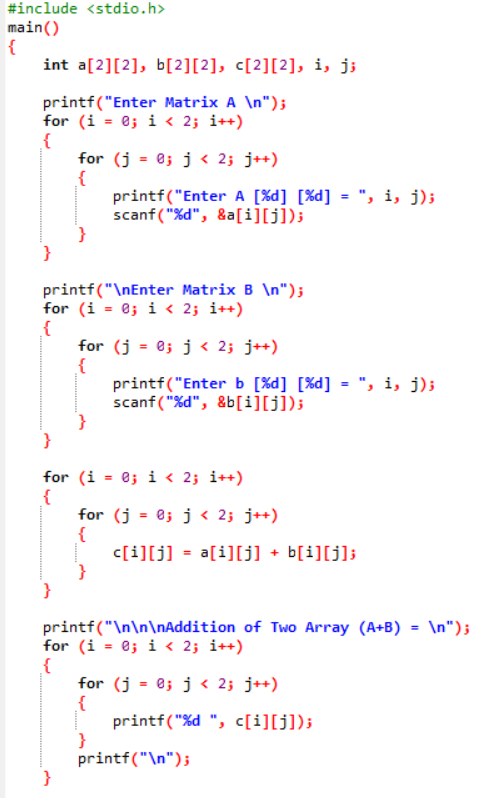 #include <stdio.h>
main()
{
    int a[2][2], b[2][2], c[2][2], i, j;

    printf("Enter Matrix A \n");
    for (i = 0; i < 2; i++)
    {
        for (j = 0; j < 2; j++)
        {
            printf("Enter A [%d] [%d] = ", i, j);
            scanf("%d", &a[i][j]);
        }
    }

    printf("\nEnter Matrix B \n");
    for (i = 0; i < 2; i++)
    {
        for (j = 0; j < 2; j++)
        {
            printf("Enter b [%d] [%d] = ", i, j);
            scanf("%d", &b[i][j]);
        }
    }

    for (i = 0; i < 2; i++)
    {
        for (j = 0; j < 2; j++)
        {
            c[i][j] = a[i][j] + b[i][j];
        }
    }

    printf("\n\n\nAddition of Two Array (A+B) = \n");
    for (i = 0; i < 2; i++)
    {
        for (j = 0; j < 2; j++)
        {
            printf("%d ", c[i][j]);
        }
        printf("\n");
    }